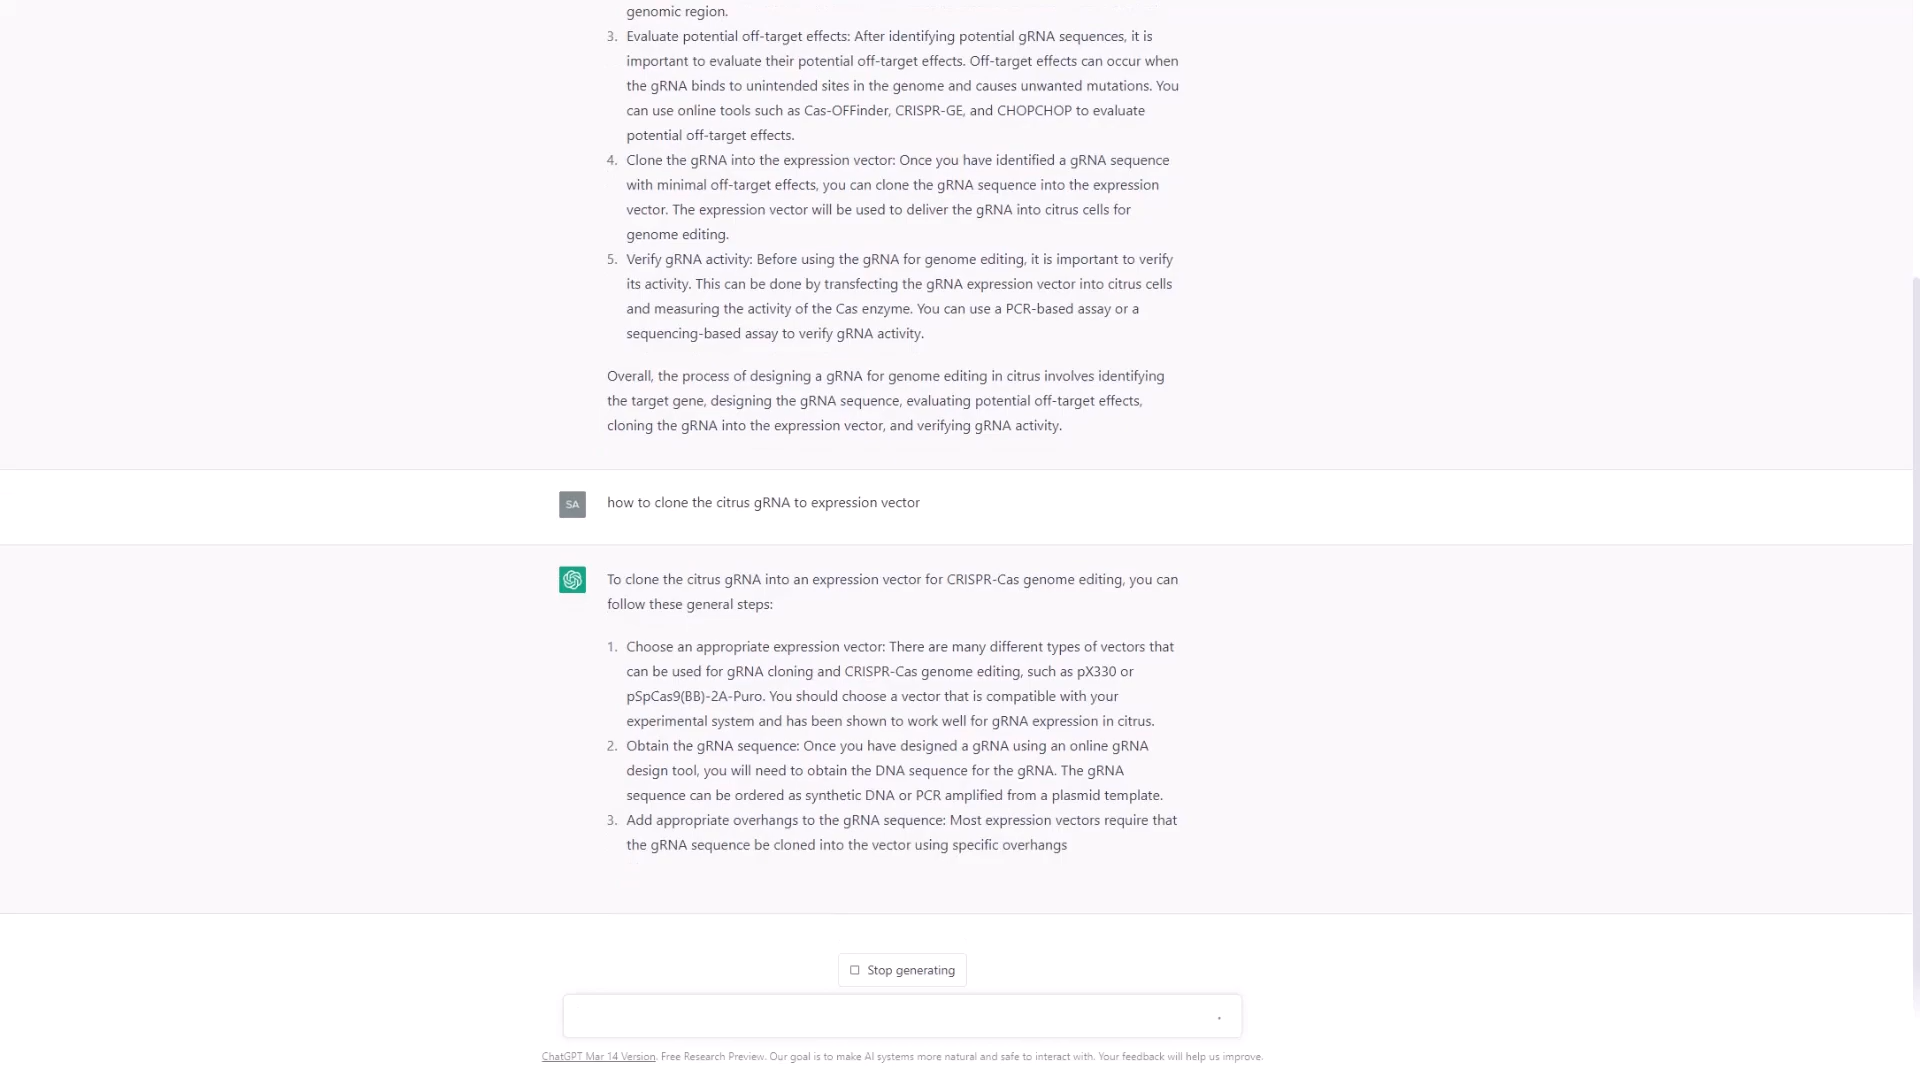 genomic region.
3. Evaluate potential off-target effects: After identifying potential gRNA sequences, it is
important to evaluate their potential off-target effects. Off-target effects can occur when
the gRNA binds to unintended sites in the genome and causes unwanted mutations. You
can use online tools such as Cas-OFFinder, CRISPR-GE, and CHOPCHOP to evaluate
potential off-target effects.
4. Clone the gRNA into the expression vector: Once you have identified a gRNA sequence
with minimal off-target effects, you can clone the gRNA sequence into the expression
vector. The expression vector will be used to deliver the gRNA into citrus cells for
genome editing.
5. Verify gRNA activity: Before using the gRNA for genome editing, it is important to verify
its activity. This can be done by transfecting the gRNA expression vector into citrus cells
and measuring the activity of the Cas enzyme. You can use a PCR-based assay or a
sequencing-based assay to verify gRNA activity.
Overall, the process of designing a gRNA for genome editing in citrus involves identifying
the target gene, designing the gRNA sequence, evaluating potential off-target effects,
cloning the gRNA into the expression vector, and verifying gRNA activity.
SA how to clone the citrus gRNA to expression vector
To clone the citrus gRNA into an expression vector for CRISPR-Cas genome editing, you can
follow these general steps:
1. Choose an appropriate expression vector: There are many different types of vectors that
can be used for gRNA cloning and CRISPR-Cas genome editing, such as pX330 or
pSpCas9(BB)-2A-Puro. You should choose a vector that is compatible with your
experimental system and has been shown to work well for gRNA expression in citrus.
2. Obtain the gRNA sequence: Once you have designed a gRNA using an online gRNA
design tool, you will need to obtain the DNA sequence for the gRNA. The gRNA
sequence can be ordered as synthetic DNA or PCR amplified from a plasmid template.
3. Add appropriate overhangs to the gRNA sequence: Most expression vectors require that
the gRNA sequence be cloned into the vector using specific overhangs
Stop generating
ChatGPT Mar 14 Version. Free Research Preview. Our goal is to make AI systems more natural and safe to interact with. Your feedback will help us improve.